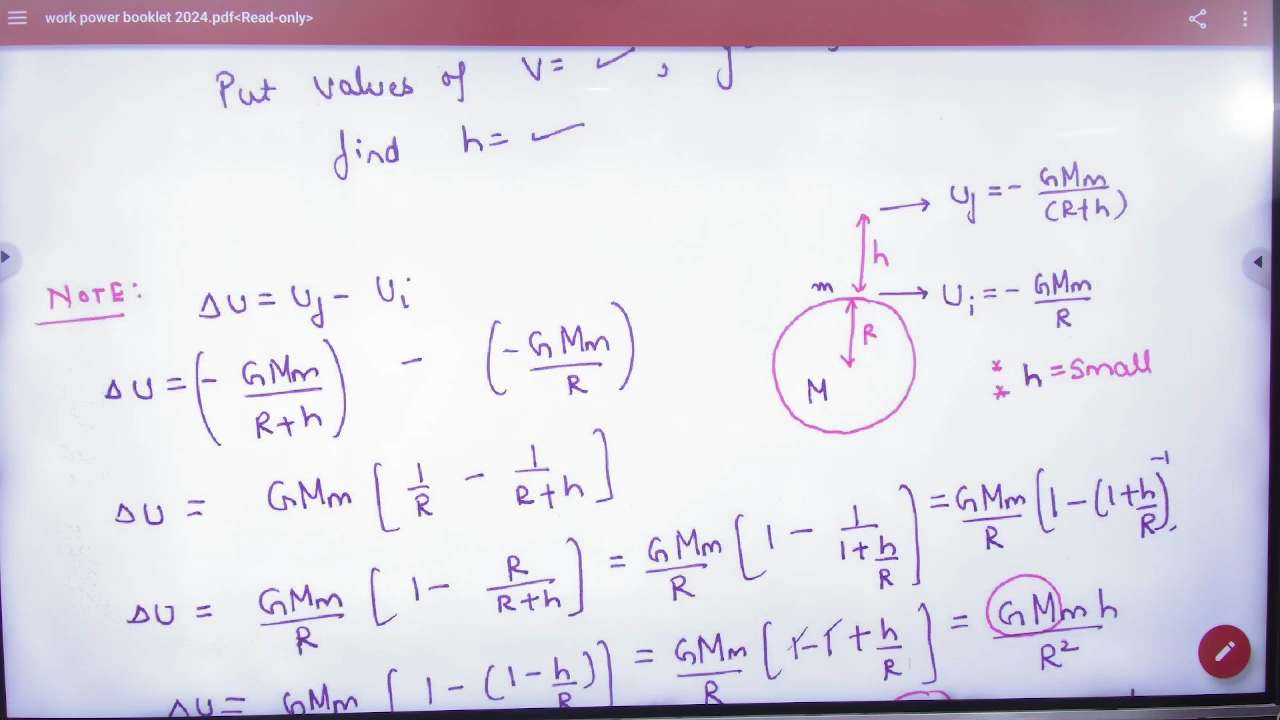 work power booklet 2024.pdf<Read-only>
Put values of v= ✓ ,
find h= ✓
→ Uf = - GMm/(R+h)
h
m → Ui = - GMm/R
R
M
** h = small
NOTE: ΔU = Uf - Ui
ΔU = (- GMm/R+h) - (- GMm/R)
ΔU = GMm [1/R - 1/R+h]
ΔU = GMm/R [1 - R/R+h] = GMm/R [1 - 1/1+h/R] = GMm/R (1 - (1+h/R)^-1)
ΔU = GMm/R [1 - (1 - h/R)] = GMm/R [1 - 1 + h/R] = GMmh/R²